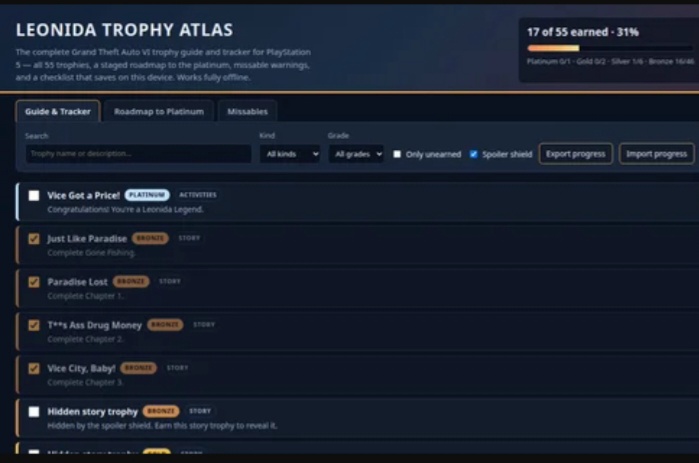 LEONIDA TROPHY ATLAS
The complete Grand Theft Auto VI trophy guide and tracker for PlayStation
5 — all 55 trophies, a staged roadmap to the platinum, missable warnings,
and a checklist that saves on this device. Works fully offline.
17 of 55 earned · 31%
Platinum 0/1 · Gold 0/2 · Silver 1/6 · Bronze 16/46
Guide & Tracker
Roadmap to Platinum
Missables
Search
Kind
Grade
Trophy name or description...
All kinds
All grades
Only unearned
Spoiler shield
Export progress
Import progress
Vice Got a Price! PLATINUM ACTIVITIES
Congratulations! You're a Leonida Legend.
Just Like Paradise BRONZE STORY
Complete Gone Fishing.
Paradise Lost BRONZE STORY
Complete Chapter 1.
T**s Ass Drug Money BRONZE STORY
Complete Chapter 2.
Vice City, Baby! BRONZE STORY
Complete Chapter 3.
Hidden story trophy BRONZE STORY
Hidden by the spoiler shield. Earn this story trophy to reveal it.